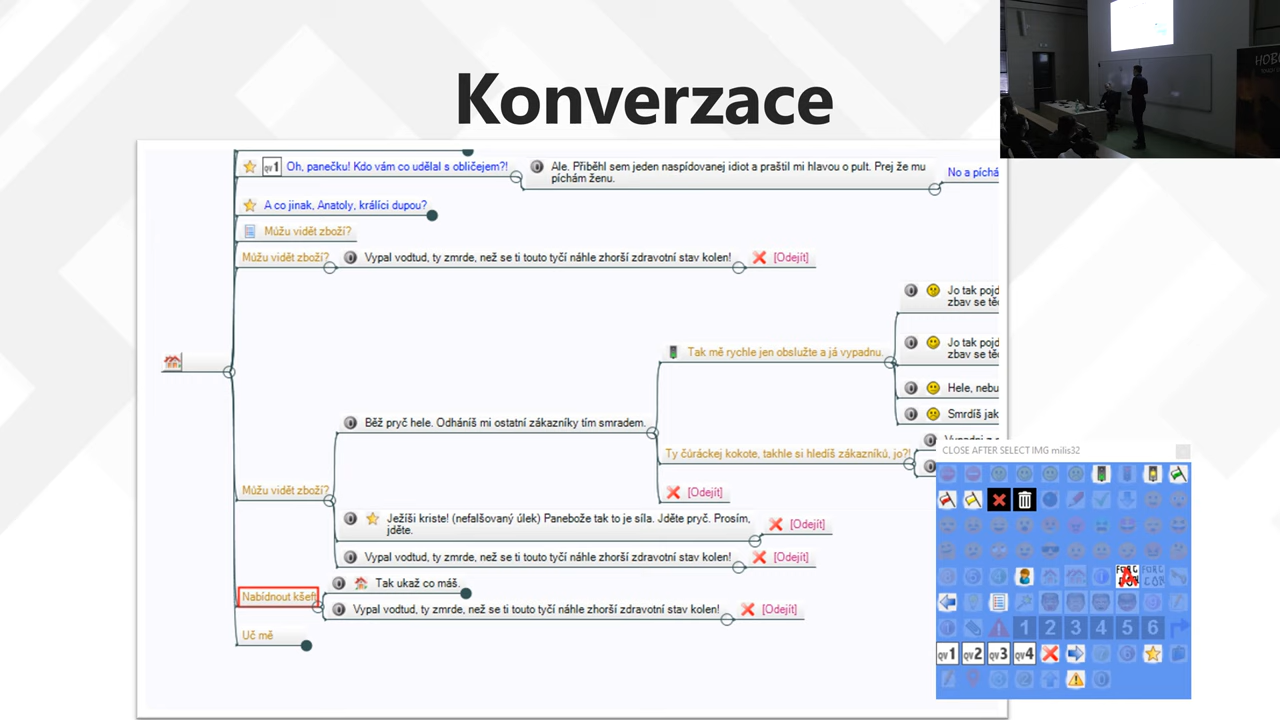 Konverzace
HOBI
qv1 Oh, panečku! Kdo vám co udělal s obličejem?!
Ale. Přiběhl sem jeden naspídovanej idiot a praštil mi hlavou o pult. Prej že mu
píchám ženu.
No a píchá
A co jinak, Anatoly, králíci dupou?
Můžu vidět zboží?
Můžu vidět zboží?
Vypal vodtud, ty zmrde, než se ti touto tyčí náhle zhorší zdravotní stav kolen!
[Odejít]
Jo tak pojd
zbav se tě
Tak mě rychle jen obslužte a já vypadnu.
Jo tak pojd
zbav se tě
Hele, nebu
Smrdíš jak
Běž pryč hele. Odháníš mi ostatní zákazníky tím smradem.
Ty čúráckej kokote, takhle si hledíš zákazníků, jo?!
[Odejít]
Můžu vidět zboží?
Ježíši kriste! (nefalšovaný úlek) Panebože tak to je síla. Jděte pryč. Prosím,
jděte.
[Odejít]
Vypal vodtud, ty zmrde, než se ti touto tyčí náhle zhorší zdravotní stav kolen!
[Odejít]
Nabídnout kšeft
Tak ukaž co máš.
Vypal vodtud, ty zmrde, než se ti touto tyčí náhle zhorší zdravotní stav kolen!
[Odejít]
Uč mě
CLOSE AFTER SELECT IMG milis32
1 2 3 4 5 6
qv1 qv2 qv3 qv4